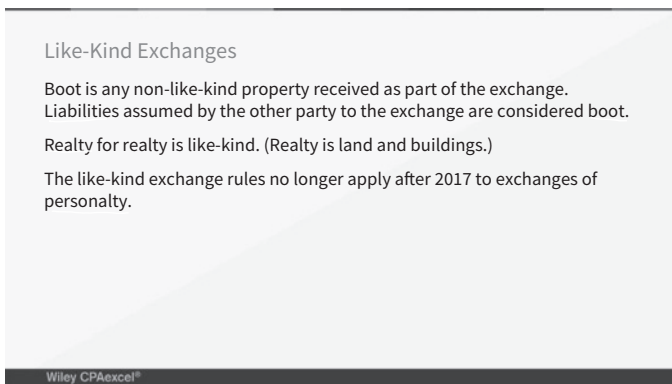 Like-Kind Exchanges
Boot is any non-like-kind property received as part of the exchange.
Liabilities assumed by the other party to the exchange are considered boot.
Realty for realty is like-kind. (Realty is land and buildings.)
The like-kind exchange rules no longer apply after 2017 to exchanges of
personalty.
Wiley CPAexcel®